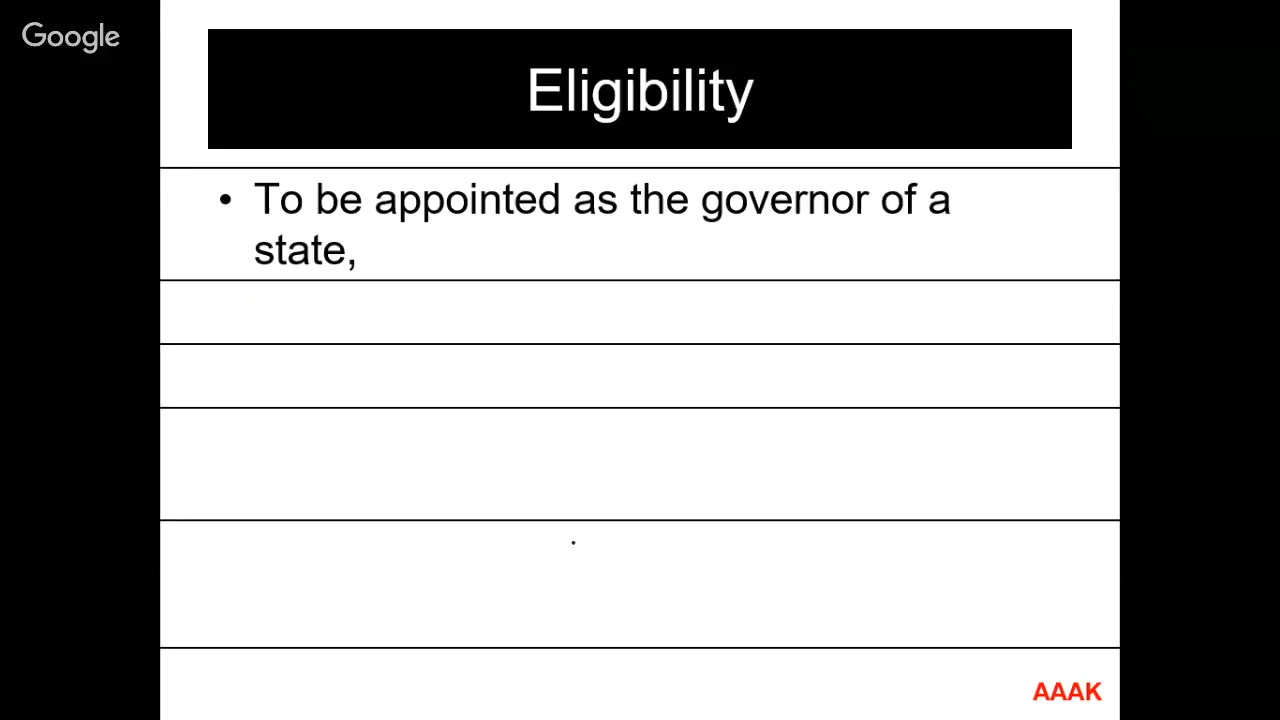 Google
Eligibility
• To be appointed as the governor of a
state,
AAAK